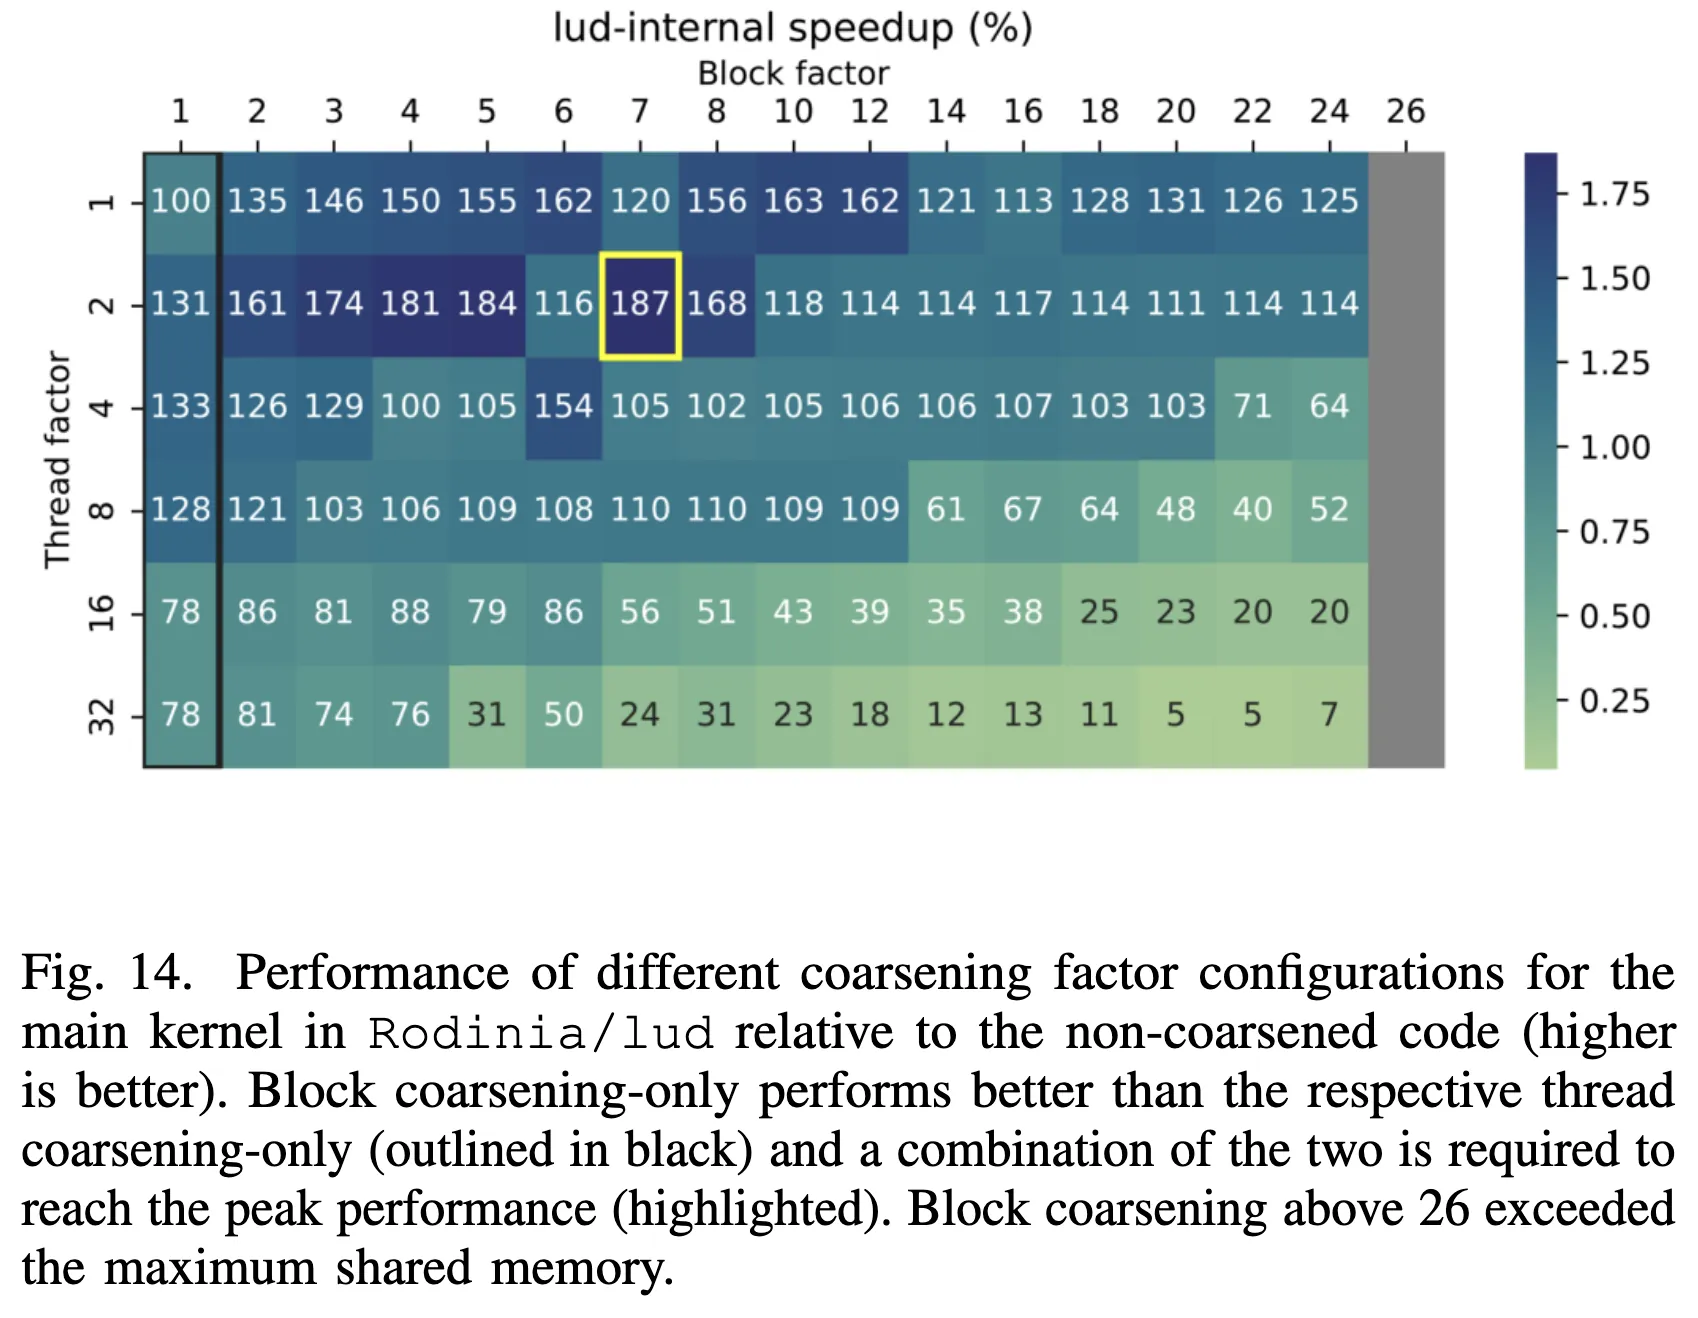 lud-internal speedup (%)
Block factor
1 2 3 4 5 6 7 8 10 12 14 16 18 20 22 24 26
Thread factor
1 100 135 146 150 155 162 120 156 163 162 121 113 128 131 126 125
2 131 161 174 181 184 116 187 168 118 114 114 117 114 111 114 114
4 133 126 129 100 105 154 105 102 105 106 106 107 103 103 71 64
8 128 121 103 106 109 108 110 110 109 109 61 67 64 48 40 52
16 78 86 81 88 79 86 56 51 43 39 35 38 25 23 20 20
32 78 81 74 76 31 50 24 31 23 18 12 13 11 5 5 7
1.75
1.50
1.25
1.00
0.75
0.50
0.25
Fig. 14. Performance of different coarsening factor configurations for the
main kernel in Rodinia/lud relative to the non-coarsened code (higher
is better). Block coarsening-only performs better than the respective thread
coarsening-only (outlined in black) and a combination of the two is required to
reach the peak performance (highlighted). Block coarsening above 26 exceeded
the maximum shared memory.